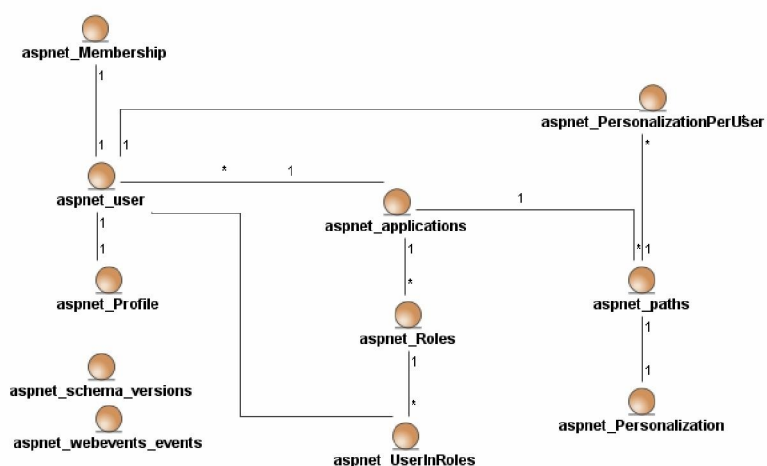 aspnet_Membership
1
aspnet_PersonalizationPerUser
*
1
1
*
aspnet_user
*
1
1
aspnet_applications
1
1
1
*
*
1
aspnet_Profile
aspnet_paths
aspnet_Roles
1
1
1
*
aspnet_schema_versions
aspnet_Personalization
aspnet_webevents_events
aspnet_UserInRoles